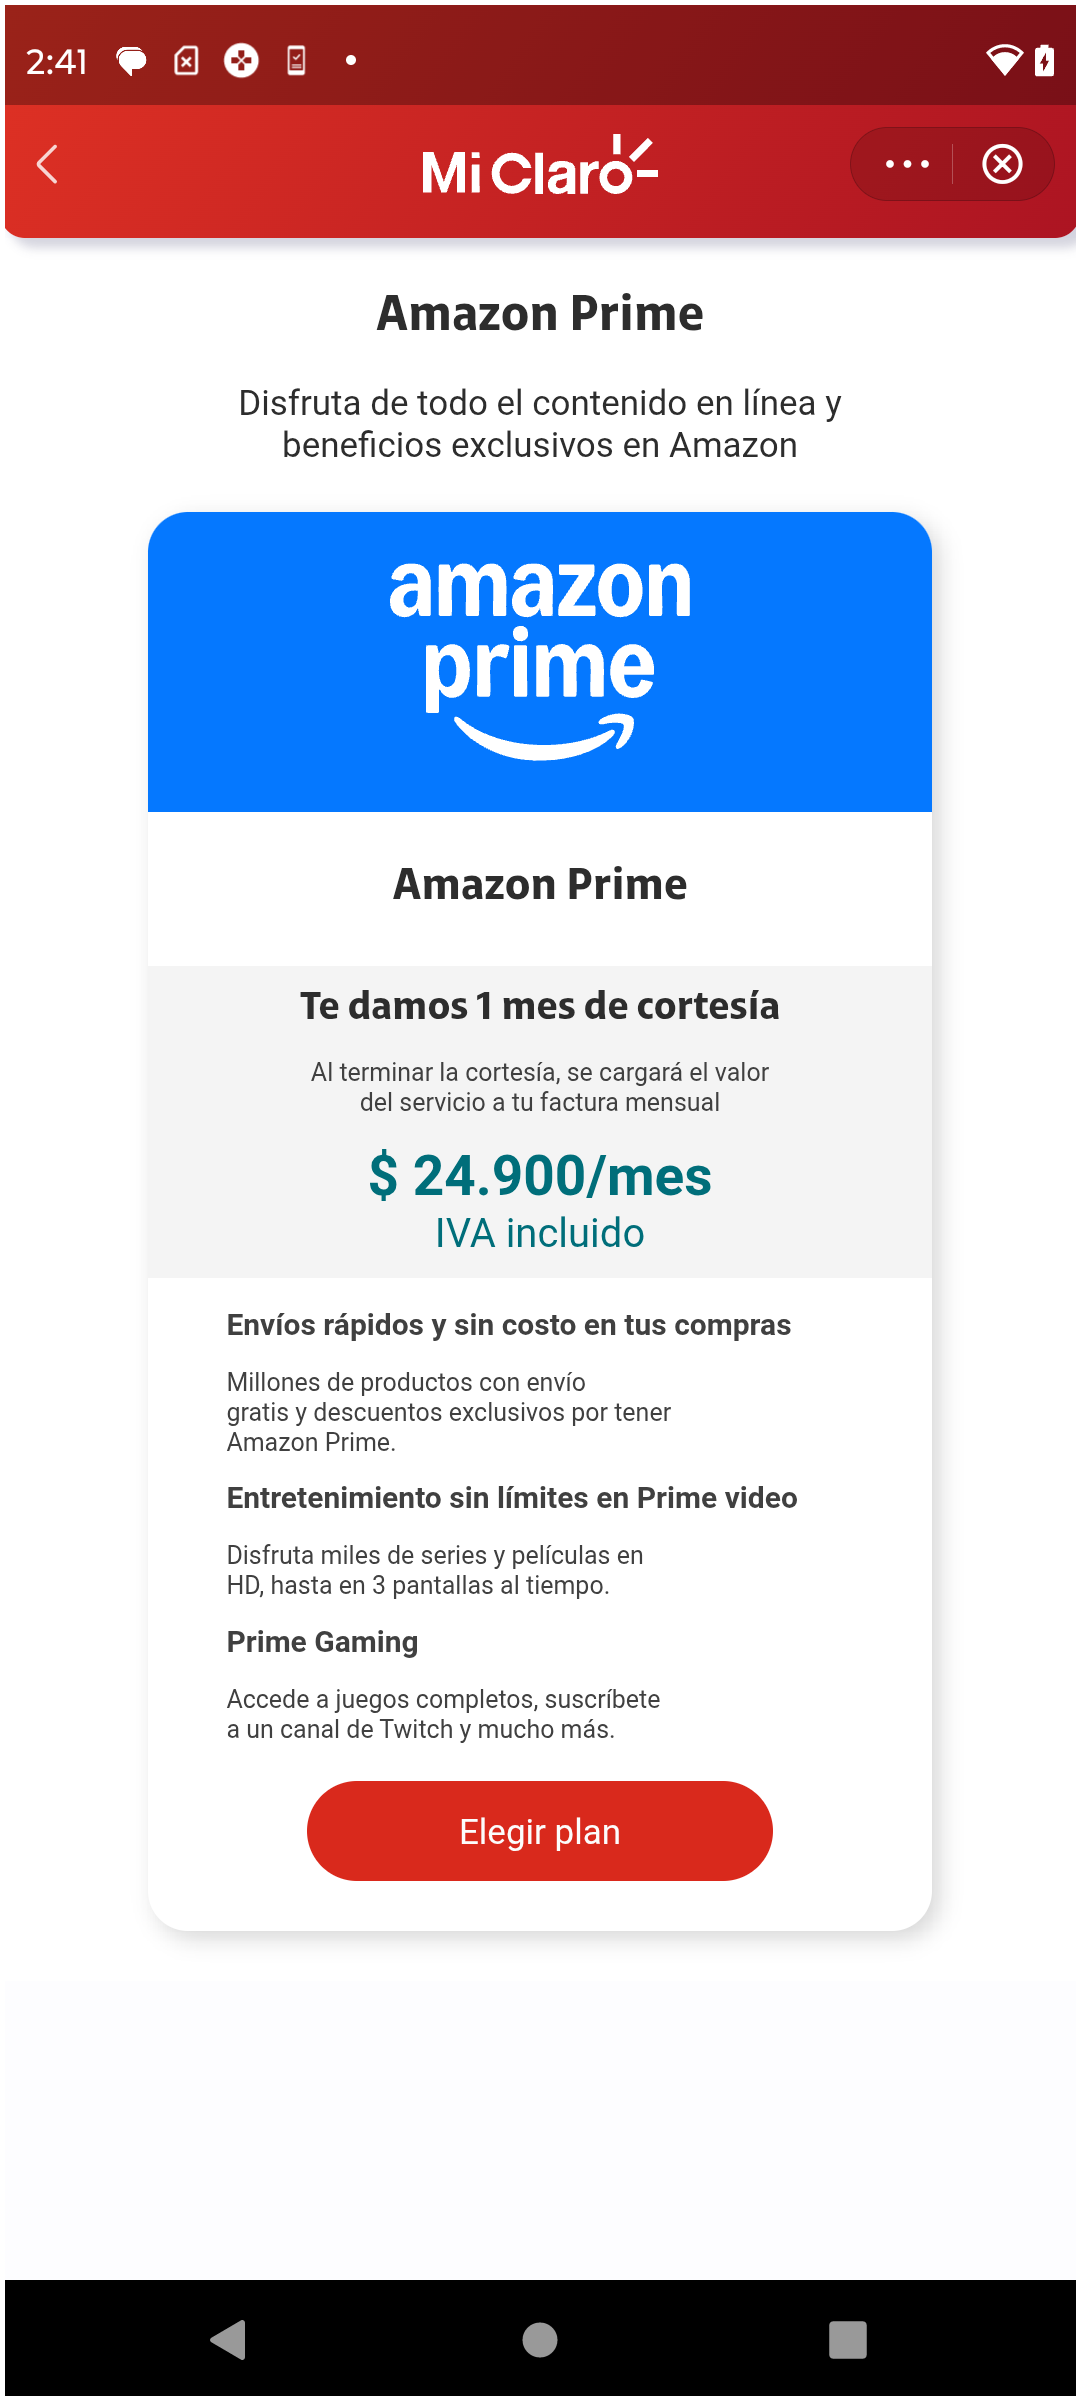 2:41
Mi Claro
Amazon Prime
Disfruta de todo el contenido en línea y
beneficios exclusivos en Amazon
amazon
prime
Amazon Prime
Te damos 1 mes de cortesía
Al terminar la cortesía, se cargará el valor
del servicio a tu factura mensual
$ 24.900/mes
IVA incluido
Envíos rápidos y sin costo en tus compras
Millones de productos con envío
gratis y descuentos exclusivos por tener
Amazon Prime.
Entretenimiento sin límites en Prime video
Disfruta miles de series y películas en
HD, hasta en 3 pantallas al tiempo.
Prime Gaming
Accede a juegos completos, suscríbete
a un canal de Twitch y mucho más.
Elegir plan